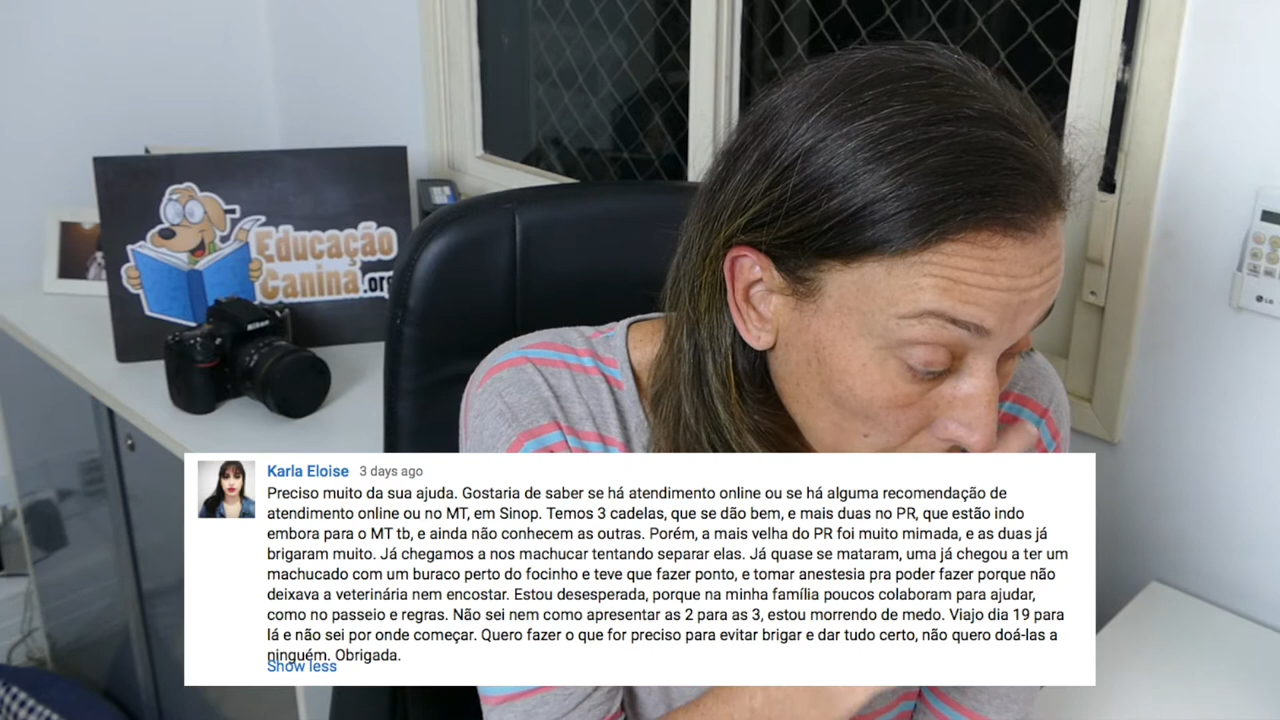 Educação
Canina.org
Nikon
LG
Karla Eloise 3 days ago
Preciso muito da sua ajuda. Gostaria de saber se há atendimento online ou se há alguma recomendação de
atendimento online ou no MT, em Sinop. Temos 3 cadelas, que se dão bem, e mais duas no PR, que estão indo
embora para o MT tb, e ainda não conhecem as outras. Porém, a mais velha do PR foi muito mimada, e as duas já
brigaram muito. Já chegamos a nos machucar tentando separar elas. Já quase se mataram, uma já chegou a ter um
machucado com um buraco perto do focinho e teve que fazer ponto, e tomar anestesia pra poder fazer porque não
deixava a veterinária nem encostar. Estou desesperada, porque na minha família poucos colaboram para ajudar,
como no passeio e regras. Não sei nem como apresentar as 2 para as 3, estou morrendo de medo. Viajo dia 19 para
lá e não sei por onde começar. Quero fazer o que for preciso para evitar brigar e dar tudo certo, não quero doá-las a
ninguém. Obrigada.
Show less